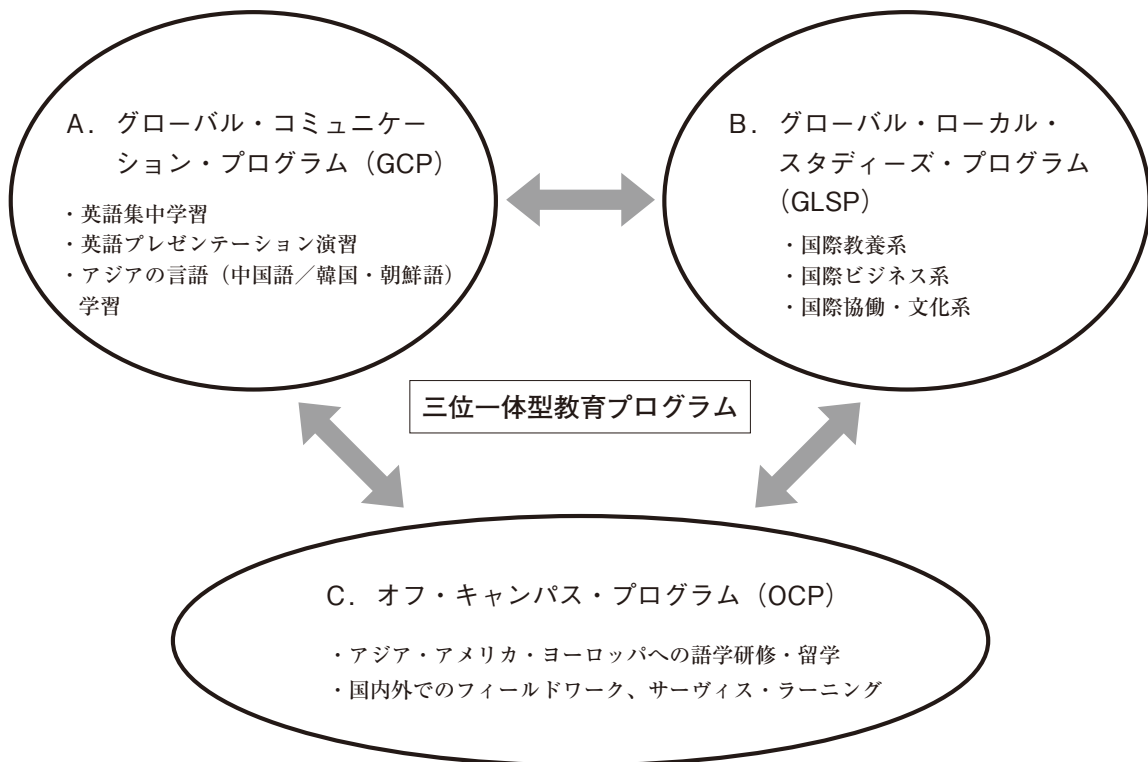 A．グローバル・コミュニケー
ション・プログラム（GCP）
・英語集中学習
・英語プレゼンテーション演習
・アジアの言語（中国語／韓国・朝鮮語）
学習
B．グローバル・ローカル・
スタディーズ・プログラム
（GLSP）
・国際教養系
・国際ビジネス系
・国際協働・文化系
三位一体型教育プログラム
C．オフ・キャンパス・プログラム（OCP）
・アジア・アメリカ・ヨーロッパへの語学研修・留学
・国内外でのフィールドワーク、サーヴィス・ラーニング